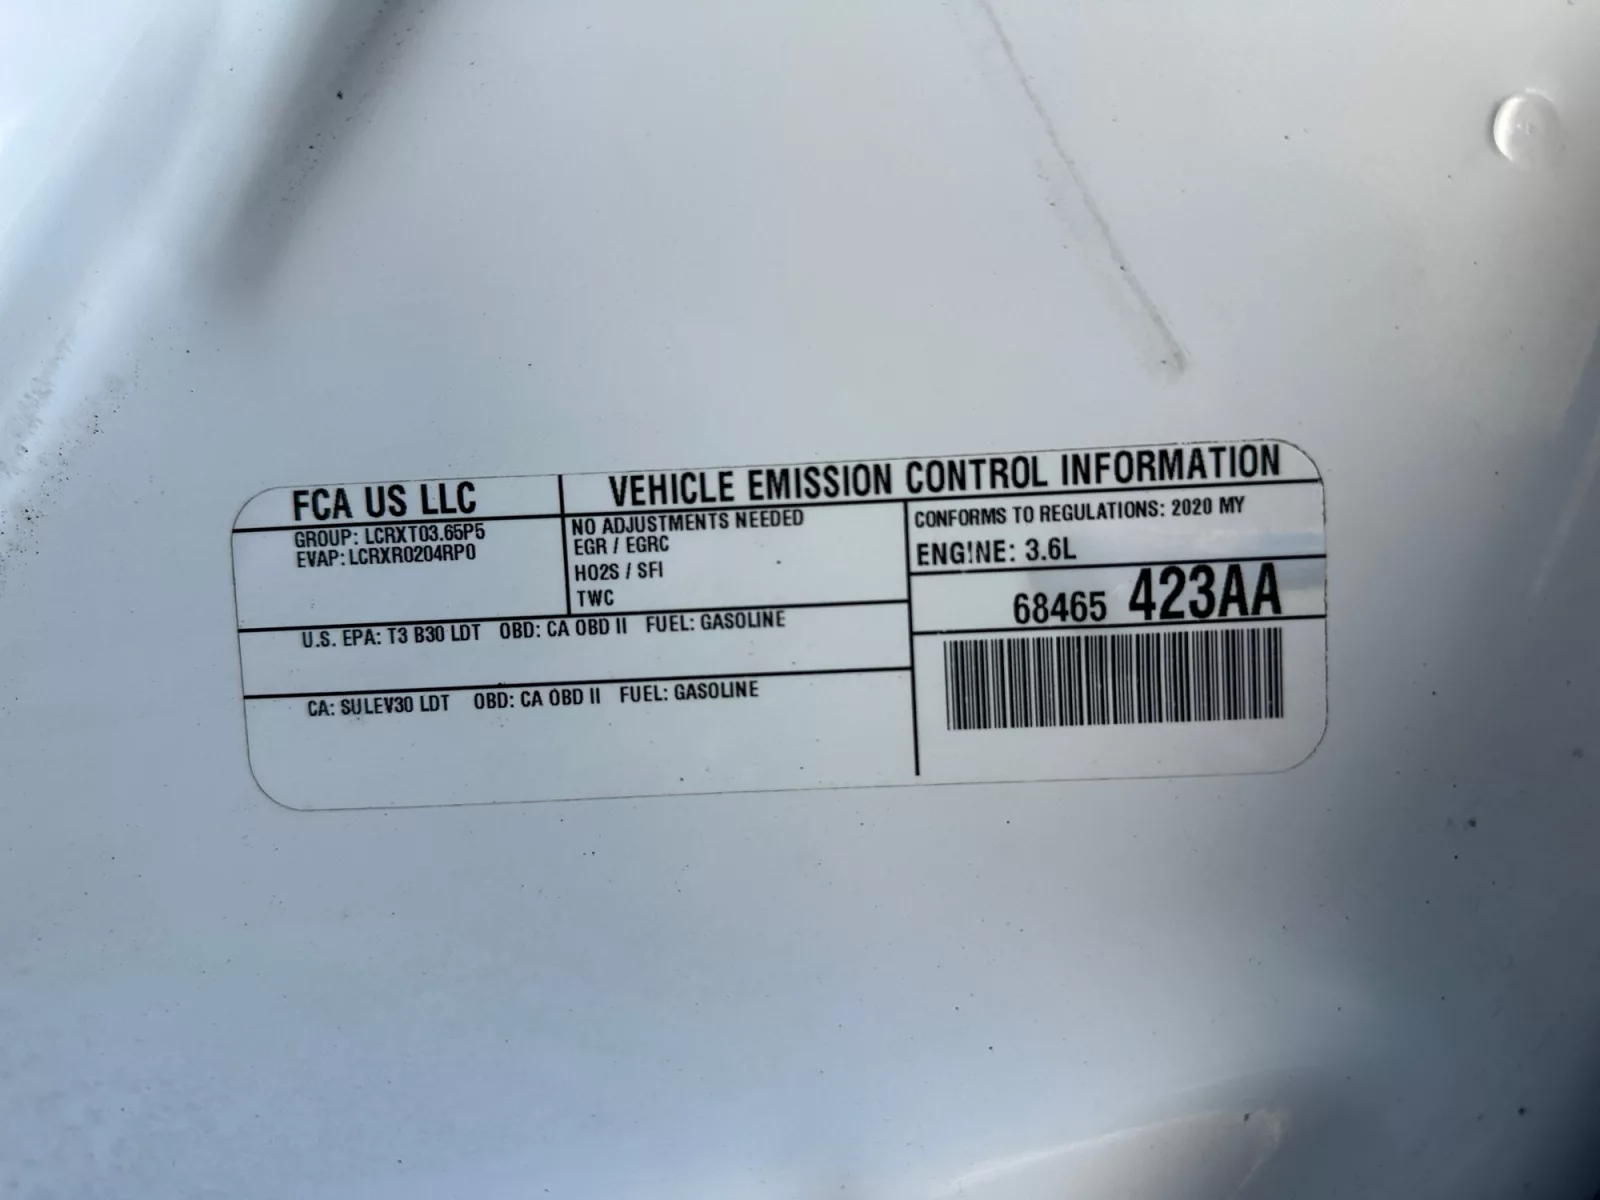 FCA US LLC
VEHICLE EMISSION CONTROL INFORMATION
GROUP: LCRXT03.65P5
EVAP: LCRXR0204RP0
NO ADJUSTMENTS NEEDED
EGR / EGRC
HO2S / SFI
TWC
CONFORMS TO REGULATIONS: 2020 MY
ENGINE: 3.6L
68465 423AA
U.S. EPA: T3 B30 LDT OBD: CA OBD II FUEL: GASOLINE
CA: SULEV30 LDT OBD: CA OBD II FUEL: GASOLINE